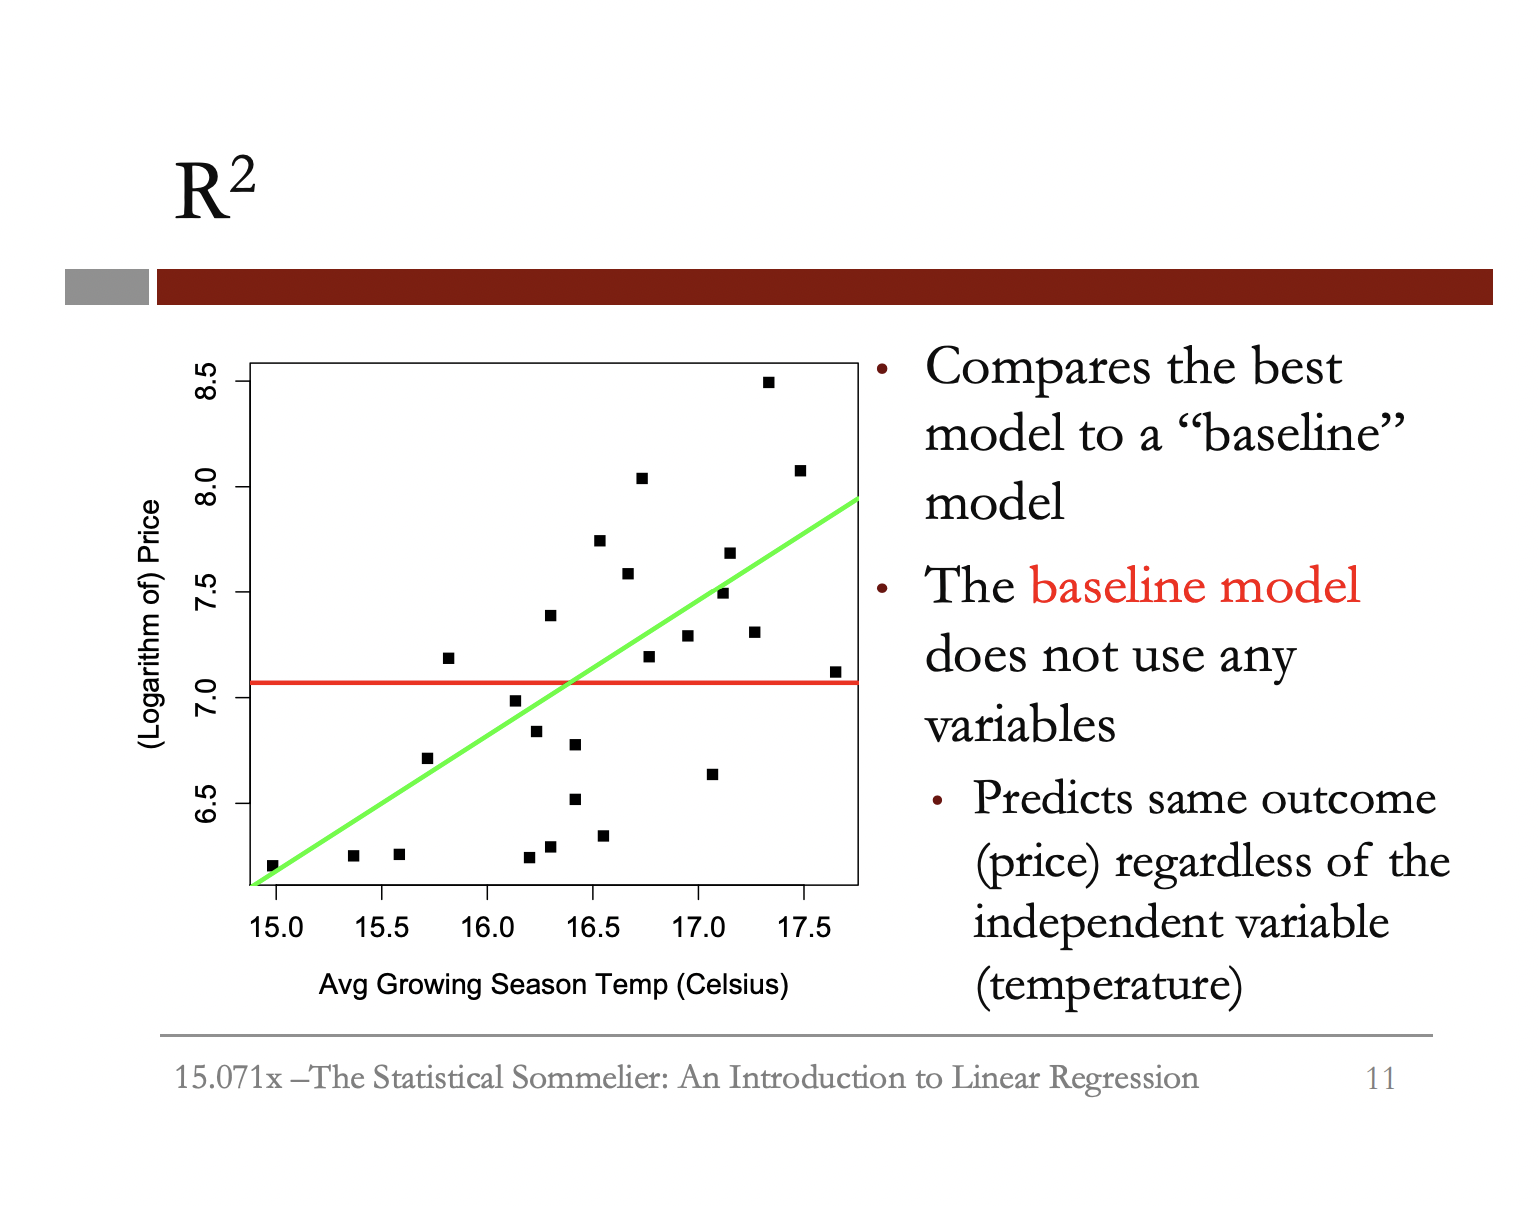 R²
8.5
8.0
7.5
7.0
6.5
(Logarithm of) Price
15.0 15.5 16.0 16.5 17.0 17.5
Avg Growing Season Temp (Celsius)
• Compares the best
model to a “baseline”
model
• The baseline model
does not use any
variables
• Predicts same outcome
(price) regardless of the
independent variable
(temperature)
15.071x –The Statistical Sommelier: An Introduction to Linear Regression 11